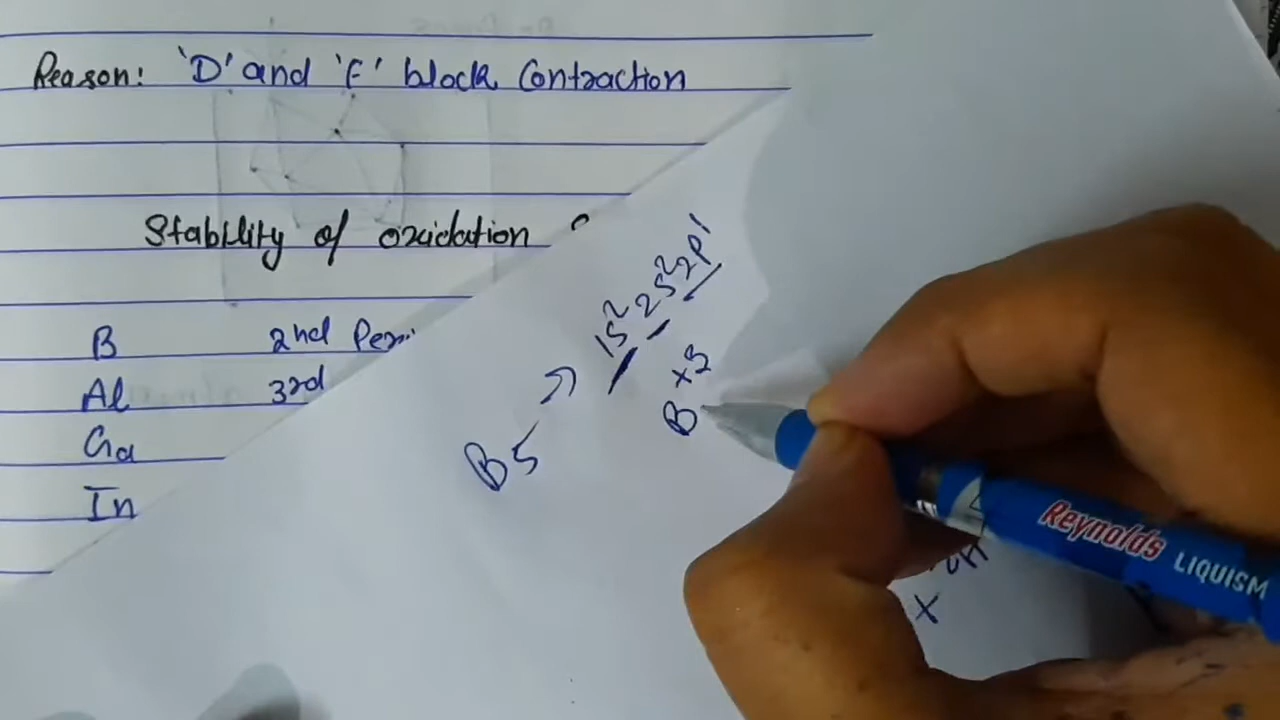 Reason: 'D' and 'F' block Contraction
Stability of oxidation
B 2nd
Al 3rd
Ga
In
B5 → 1s² 2s² 2p¹
B +3
x
Reynolds LIQUISM